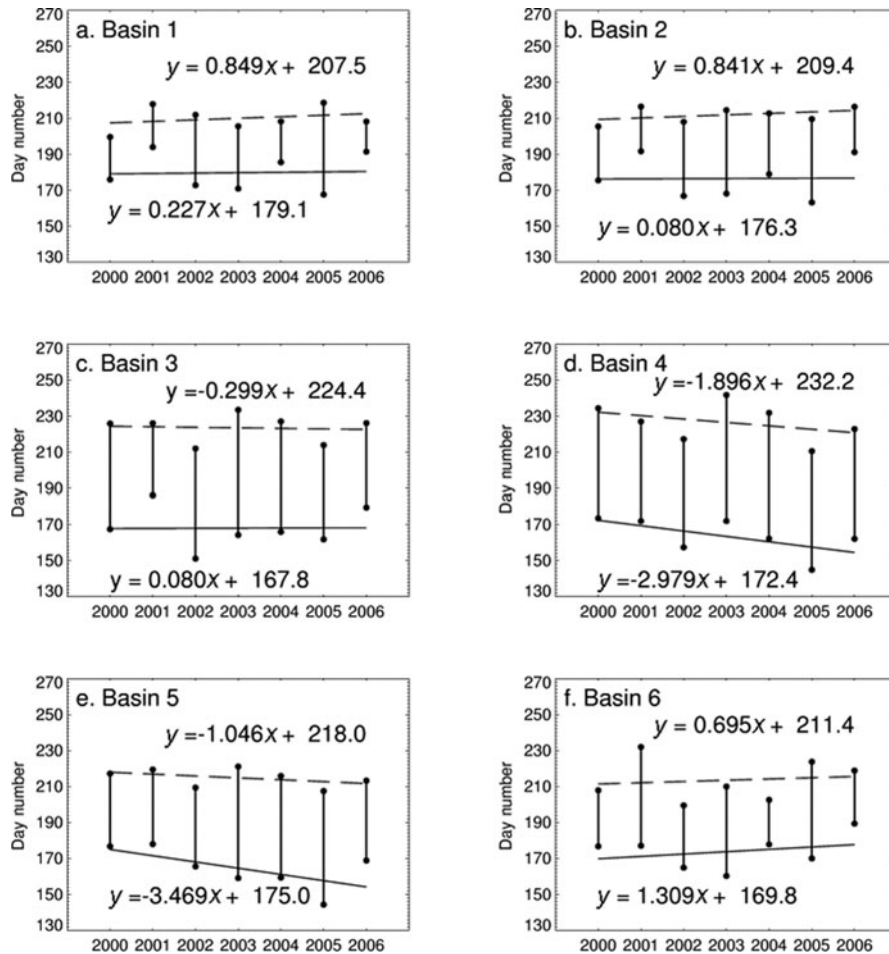 a. Basin 1
y = 0.849x + 207.5
y = 0.227x + 179.1
Day number
270
250
230
210
190
170
150
130
2000 2001 2002 2003 2004 2005 2006
b. Basin 2
y = 0.841x + 209.4
y = 0.080x + 176.3
Day number
270
250
230
210
190
170
150
130
2000 2001 2002 2003 2004 2005 2006
c. Basin 3
y =-0.299x + 224.4
y = 0.080x + 167.8
Day number
270
250
230
210
190
170
150
130
2000 2001 2002 2003 2004 2005 2006
d. Basin 4
y =-1.896x + 232.2
y =-2.979x + 172.4
Day number
270
250
230
210
190
170
150
130
2000 2001 2002 2003 2004 2005 2006
e. Basin 5
y =-1.046x + 218.0
y =-3.469x + 175.0
Day number
270
250
230
210
190
170
150
130
2000 2001 2002 2003 2004 2005 2006
f. Basin 6
y = 0.695x + 211.4
y = 1.309x + 169.8
Day number
270
250
230
210
190
170
150
130
2000 2001 2002 2003 2004 2005 2006